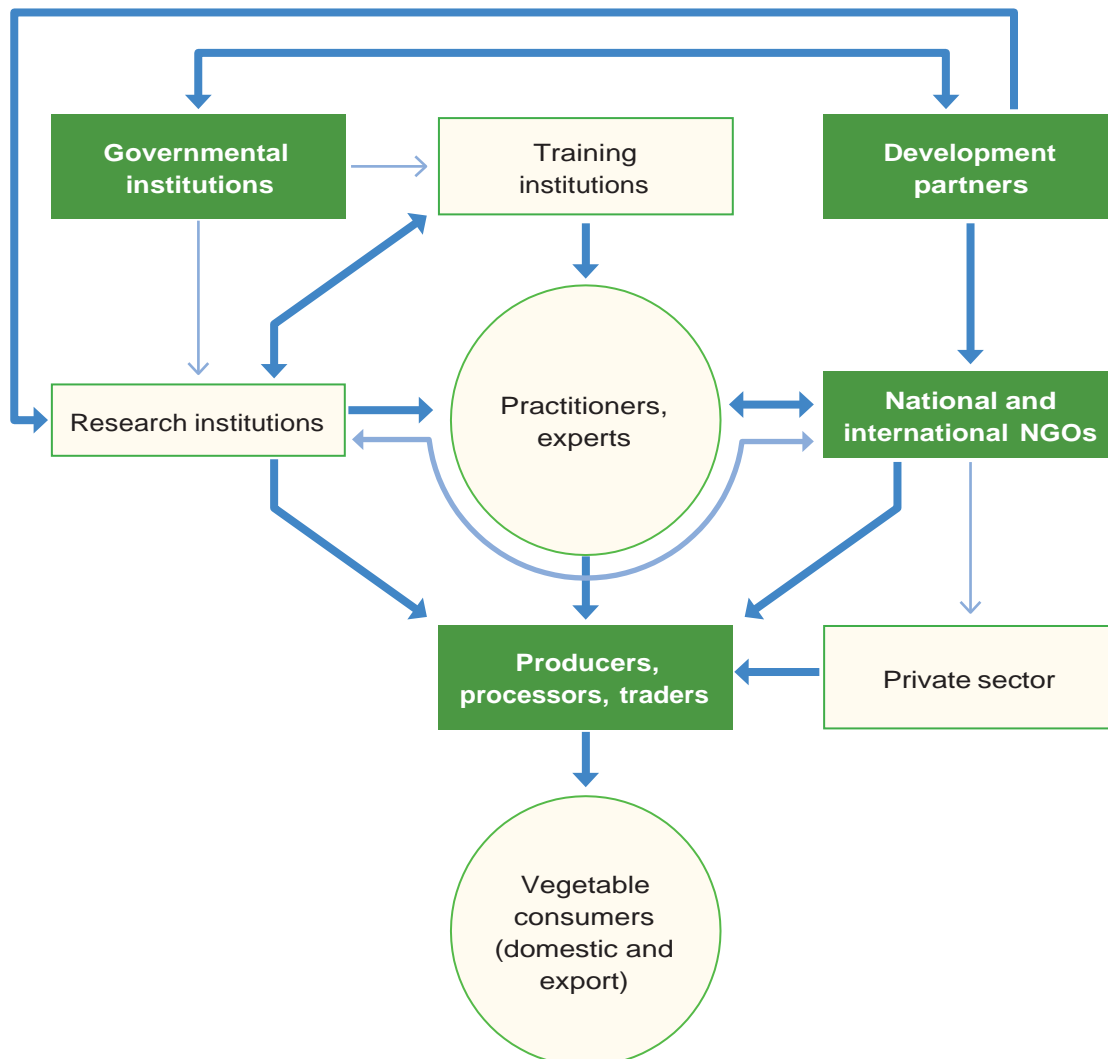 Governmental
institutions
Training
institutions
Development
partners
Research institutions
Practitioners,
experts
National and
international NGOs
Producers,
processors, traders
Private sector
Vegetable
consumers
(domestic and
export)